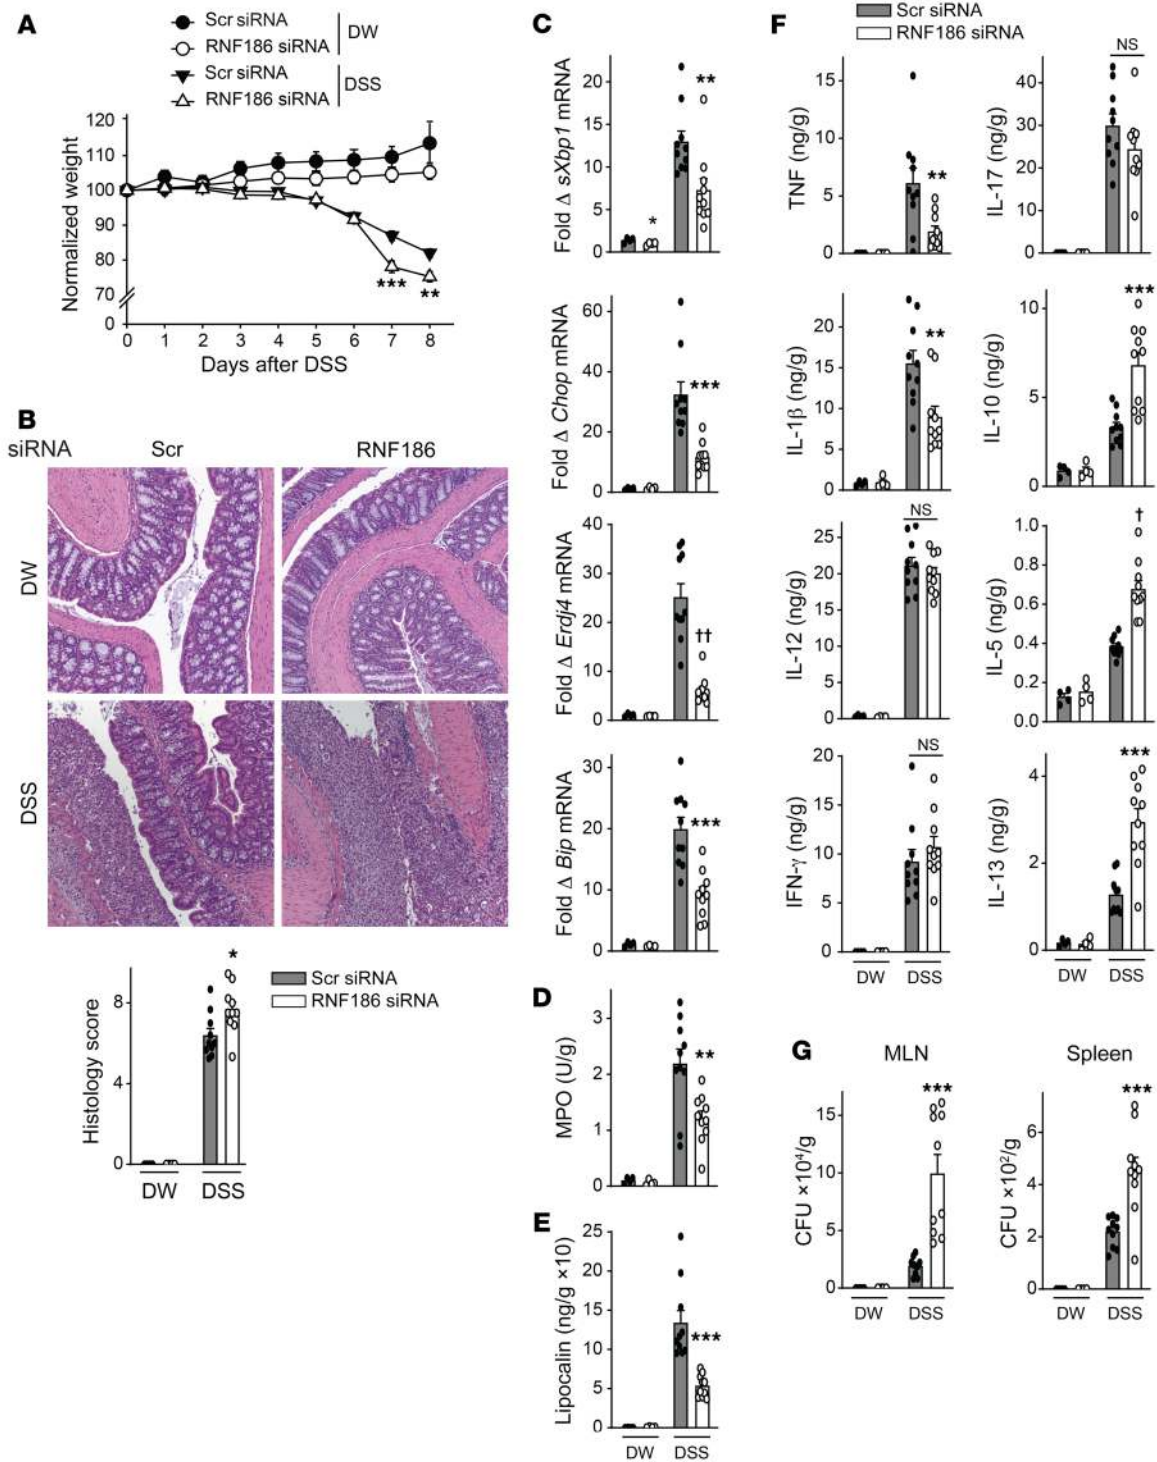 A
Scr siRNA
RNF186 siRNA
DW
Scr siRNA
RNF186 siRNA
DSS
Normalized weight
120
110
100
90
80
70
0
0 1 2 3 4 5 6 7 8
*** **
Days after DSS
B
siRNA Scr RNF186
DW
DSS
Scr siRNA
RNF186 siRNA
Histology score
8
4
0
*
DW DSS
C
Fold Δ sXbp1 mRNA
20
15
10
5
0
* **
Fold Δ Chop mRNA
60
40
20
0
***
Fold Δ Erdj4 mRNA
40
30
20
10
0
††
Fold Δ Bip mRNA
30
20
10
0
***
D
MPO (U/g)
3
2
1
0
**
E
Lipocalin (ng/g ×10)
25
20
15
10
5
0
***
DW DSS
F
Scr siRNA
RNF186 siRNA
TNF (ng/g)
15
10
5
0
**
IL-17 (ng/g)
40
30
20
10
0
NS
IL-1β (ng/g)
20
15
10
5
0
**
IL-10 (ng/g)
10
5
0
***
IL-12 (ng/g)
25
20
15
10
5
0
NS
IL-5 (ng/g)
1.0
0.8
0.6
0.4
0.2
0.0
†
IFN-γ (ng/g)
20
15
10
5
0
NS
DW DSS
IL-13 (ng/g)
4
2
0
***
DW DSS
G
MLN
CFU ×10⁴/g
15
10
5
0
***
DW DSS
Spleen
CFU ×10²/g
6
4
2
0
***
DW DSS